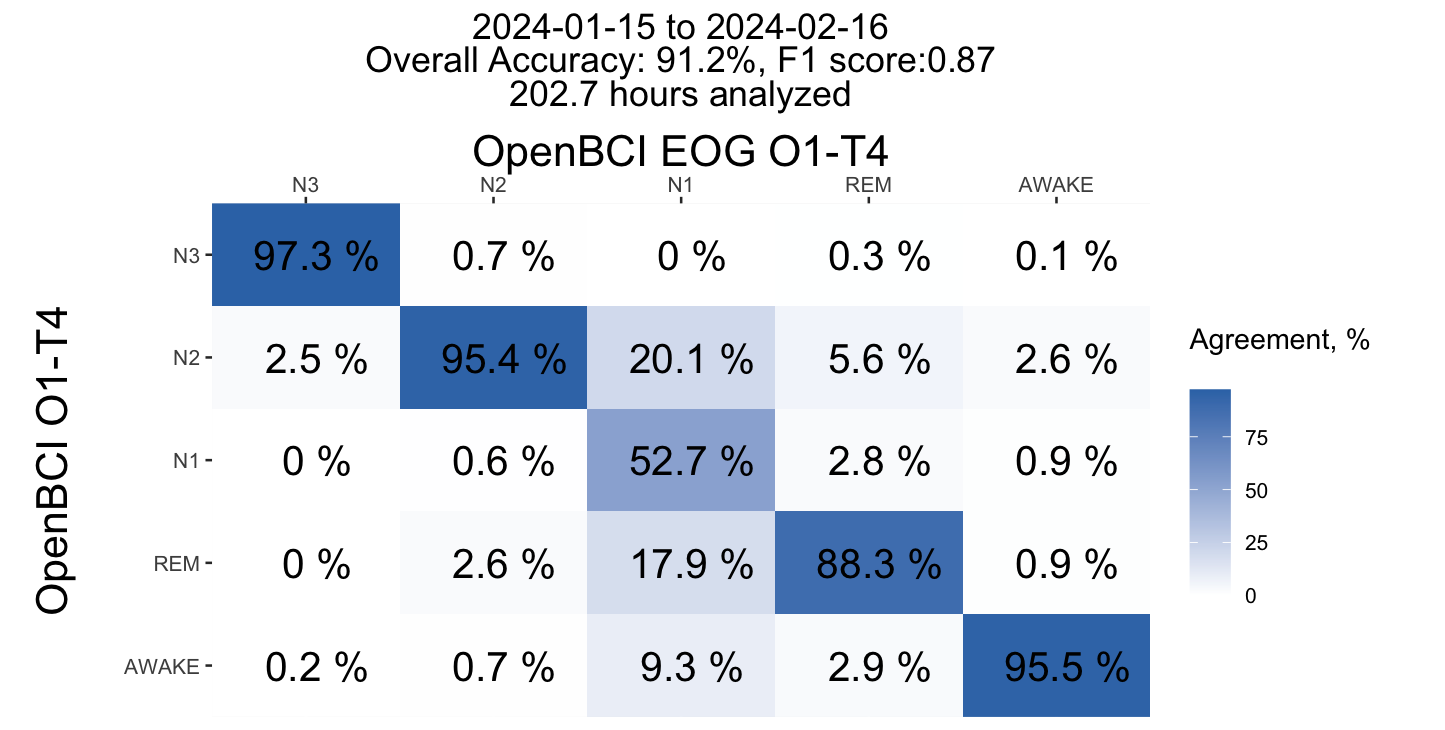 2024-01-15 to 2024-02-16
Overall Accuracy: 91.2%, F1 score:0.87
202.7 hours analyzed
OpenBCI EOG O1-T4
N3 N2 N1 REM AWAKE
OpenBCI O1-T4
N3 97.3 % 0.7 % 0 % 0.3 % 0.1 %
N2 2.5 % 95.4 % 20.1 % 5.6 % 2.6 %
N1 0 % 0.6 % 52.7 % 2.8 % 0.9 %
REM 0 % 2.6 % 17.9 % 88.3 % 0.9 %
AWAKE 0.2 % 0.7 % 9.3 % 2.9 % 95.5 %
Agreement, %
75
50
25
0